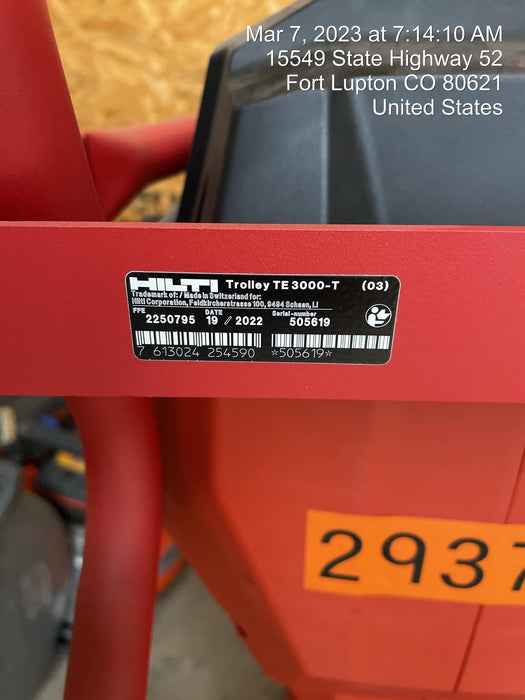 Mar 7, 2023 at 7:14:10 AM
15549 State Highway 52
Fort Lupton CO 80621
United States
HILTI Trolley TE 3000-T (03)
Trademark of: / Made in Switzerland for:
Hilti Corporation, Feldkircherstrasse 100, 9494 Schaan, LI
PFE DATE Serial-number
2250795 19 / 2022 505619
7 613024 254590 *505619*
2937